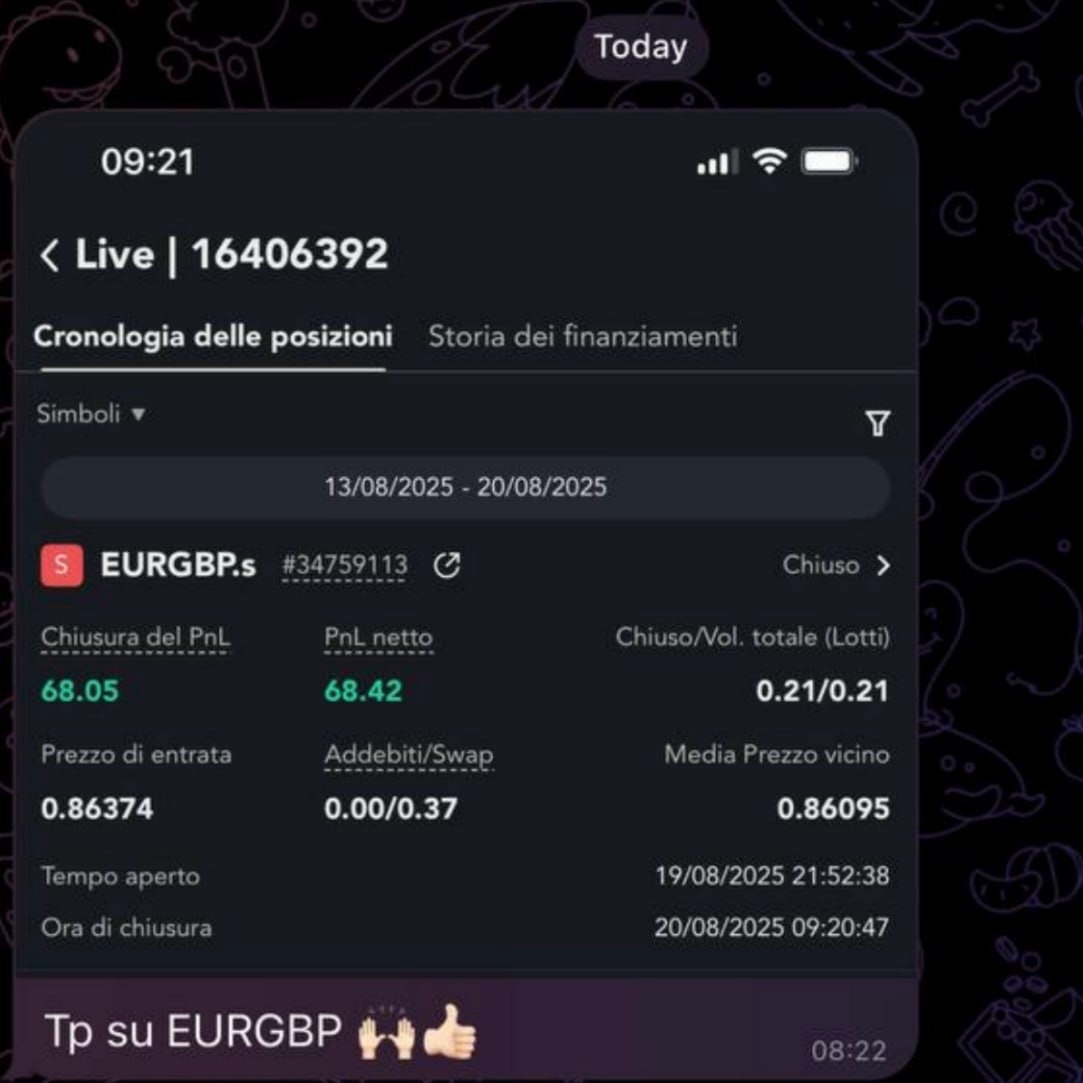 Today
09:21
Live | 16406392
Cronologia delle posizioni Storia dei finanziamenti
Simboli ▼
13/08/2025 - 20/08/2025
S EURGBP.s #34759113 Chiuso
Chiusura del PnL PnL netto Chiuso/Vol. totale (Lotti)
68.05 68.42 0.21/0.21
Prezzo di entrata Addebiti/Swap Media Prezzo vicino
0.86374 0.00/0.37 0.86095
Tempo aperto 19/08/2025 21:52:38
Ora di chiusura 20/08/2025 09:20:47
Tp su EURGBP 🙌🏻👍🏻
08:22